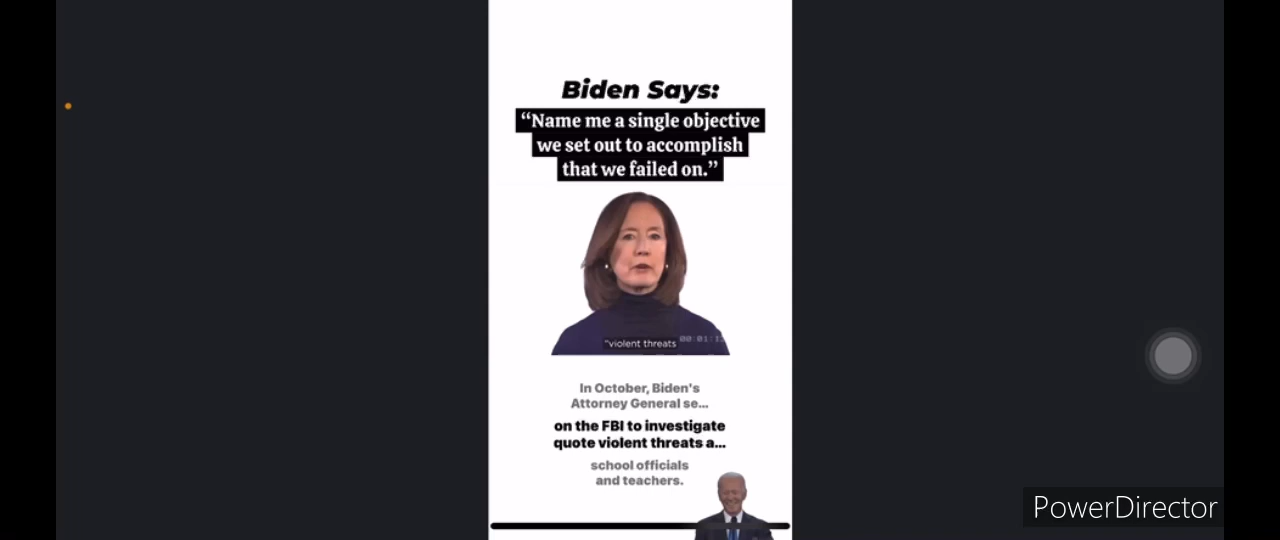 Biden Says:
“Name me a single objective
we set out to accomplish
that we failed on.”
"violent threats
In October, Biden's
Attorney General se...
on the FBI to investigate
quote violent threats a...
school officials
and teachers.
PowerDirector